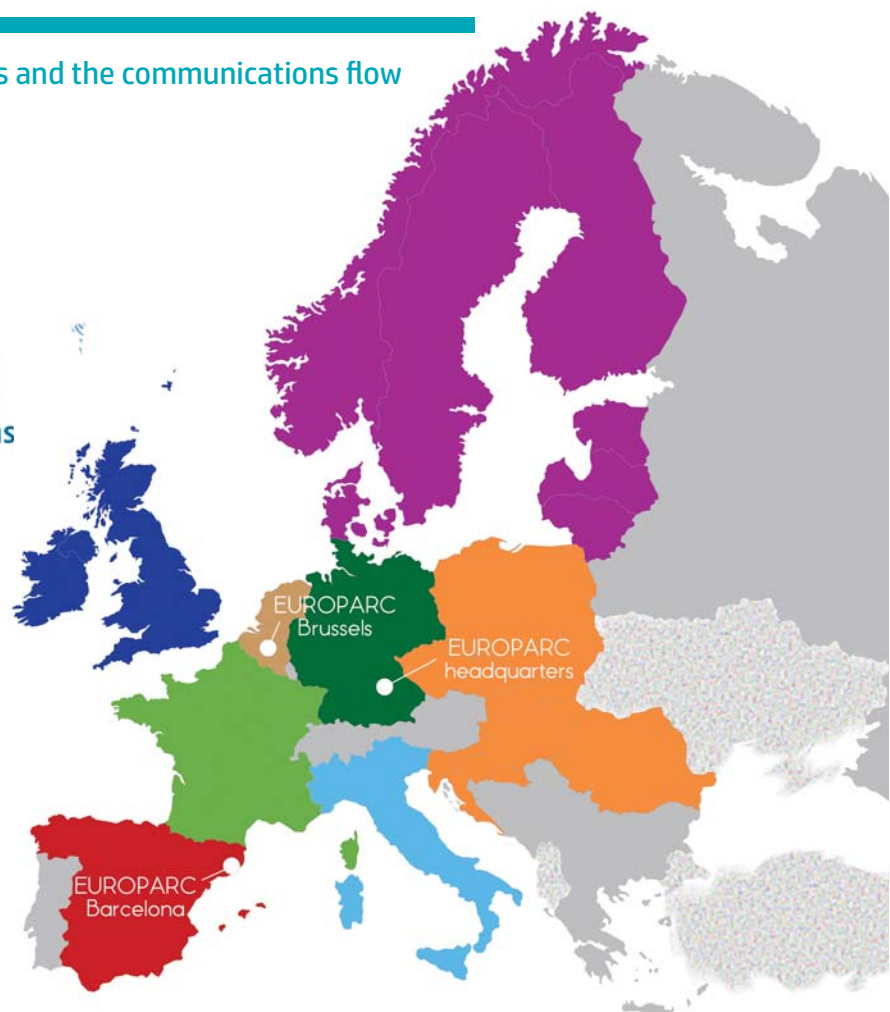 s and the communications flow
s
EUROPARC
Brussels
EUROPARC
headquarters
EUROPARC
Barcelona